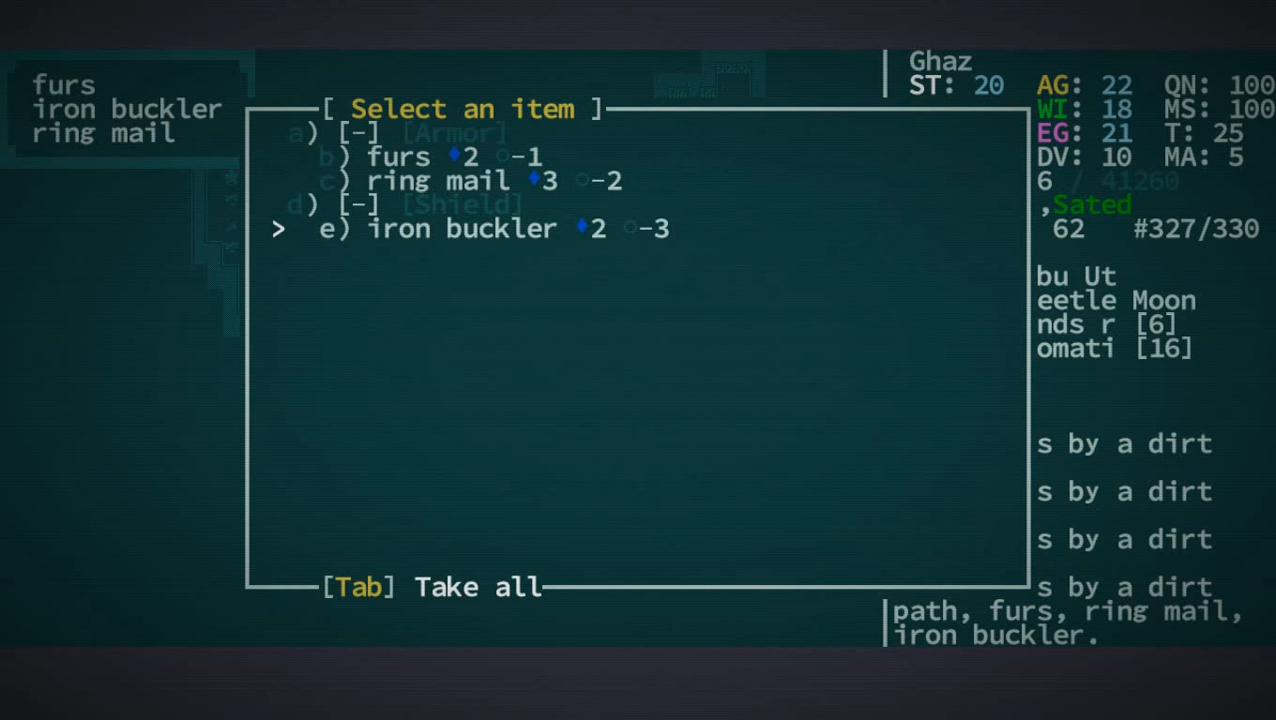 furs
iron buckler
ring mail
[ Select an item ]
a) [-] [Armor]
b) furs ♦2 ○-1
c) ring mail ♦3 ○-2
d) [-] [Shield]
> e) iron buckler ♦2 ○-3
[Tab] Take all
Ghaz
ST: 20 AG: 22 QN: 100
WI: 18 MS: 100
EG: 21 T: 25
DV: 10 MA: 5
6 / 41260
,Sated
62 #327/330
bu Ut
eetle Moon
nds r [6]
omati [16]
s by a dirt
s by a dirt
s by a dirt
s by a dirt
path, furs, ring mail,
iron buckler.